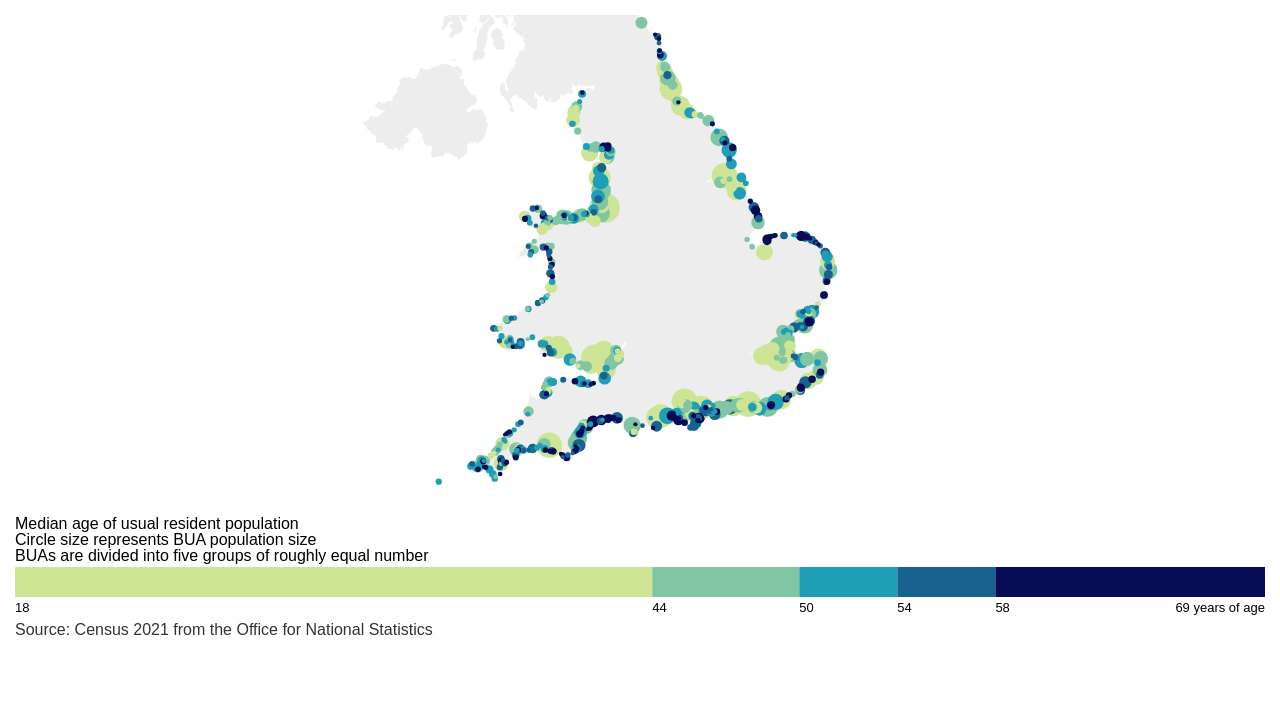 Median age of usual resident population
Circle size represents BUA population size
BUAs are divided into five groups of roughly equal number
18 44 50 54 58 69 years of age
Source: Census 2021 from the Office for National Statistics